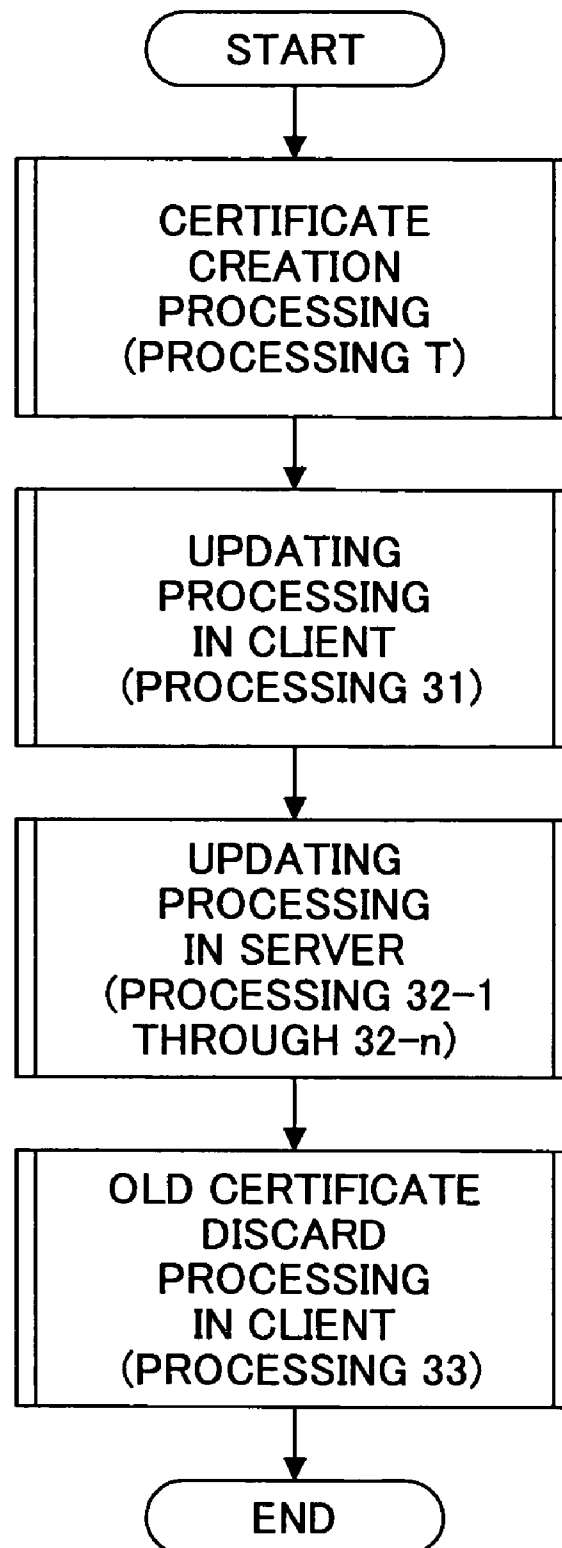 START
CERTIFICATE
CREATION
PROCESSING
(PROCESSING T)
UPDATING
PROCESSING
IN CLIENT
(PROCESSING 31)
UPDATING
PROCESSING
IN SERVER
(PROCESSING 32-1
THROUGH 32-n)
OLD CERTIFICATE
DISCARD
PROCESSING
IN CLIENT
(PROCESSING 33)
END